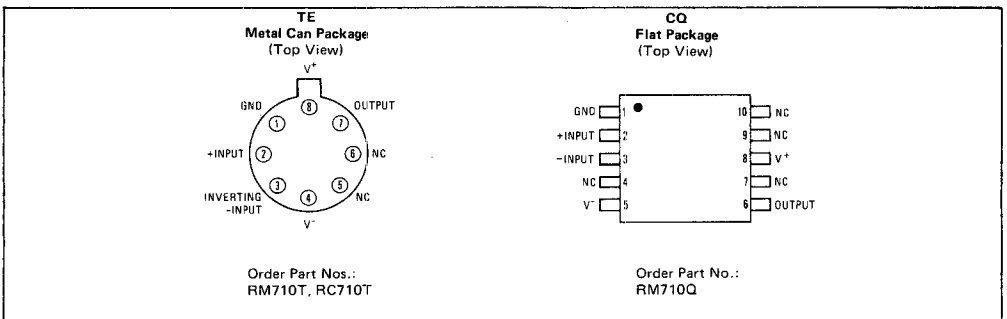 TE
Metal Can Package
(Top View)
V+
GND
8
OUTPUT
1
7
+INPUT
2
6
NC
3
5
INVERTING
-INPUT
4
NC
V-
Order Part Nos.:
RM710T, RC710T
CQ
Flat Package
(Top View)
GND 1 10 NC
+INPUT 2 9 NC
-INPUT 3 8 V+
NC 4 7 NC
V- 5 6 OUTPUT
Order Part No.:
RM710Q